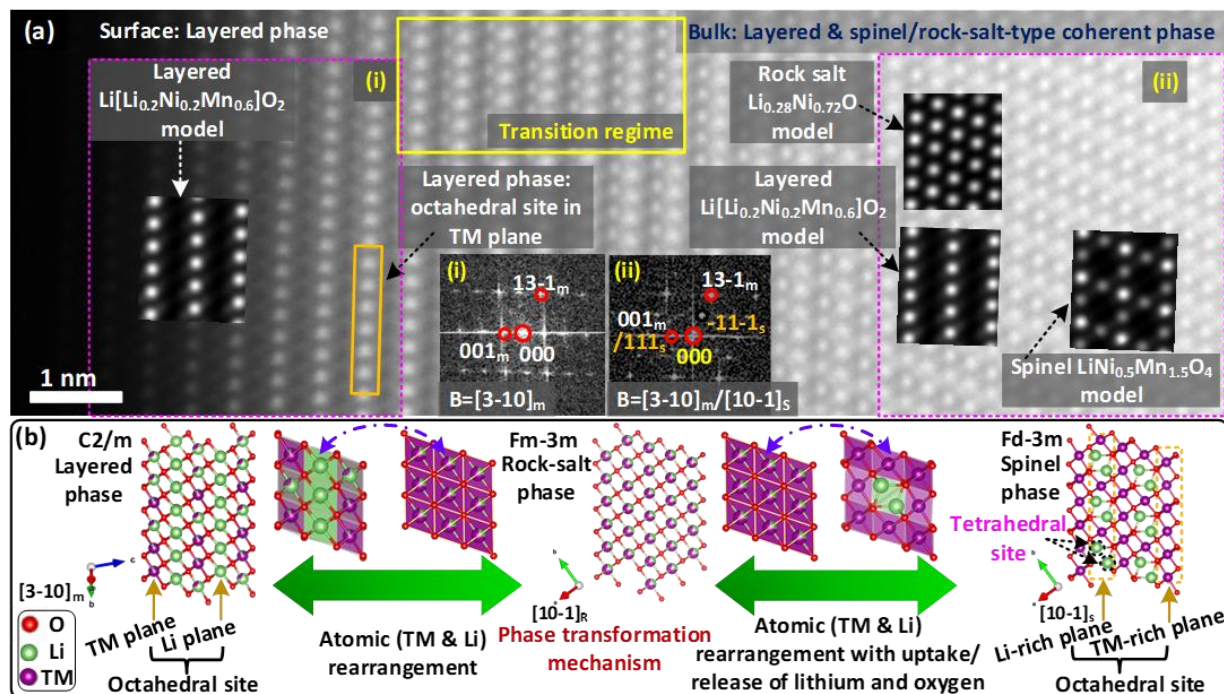 (a) Surface: Layered phase
Bulk: Layered & spinel/rock-salt-type coherent phase
Layered
Li[Li0.2Ni0.2Mn0.6]O2
model
(i)
Transition regime
Layered phase:
octahedral site in
TM plane
Rock salt
Li0.28Ni0.72O
model
(ii)
Layered
Li[Li0.2Ni0.2Mn0.6]O2
model
Spinel LiNi0.5Mn1.5O4
model
1 nm
(i)
13-1m
001m
000
B=[3-10]m
(ii)
13-1m
001m
/111s
-11-1s
000
B=[3-10]m/[10-1]s
(b)
C2/m
Layered
phase
c
b
[3-10]m
TM plane
Li plane
Octahedral site
O
Li
TM
Atomic (TM & Li)
rearrangement
Fm-3m
Rock-salt
phase
b
a
[10-1]R
Phase transformation
mechanism
Atomic (TM & Li)
rearrangement with uptake/
release of lithium and oxygen
Fd-3m
Spinel
phase
Tetrahedral
site
b
a
[10-1]s
Li-rich plane
TM-rich plane
Octahedral site